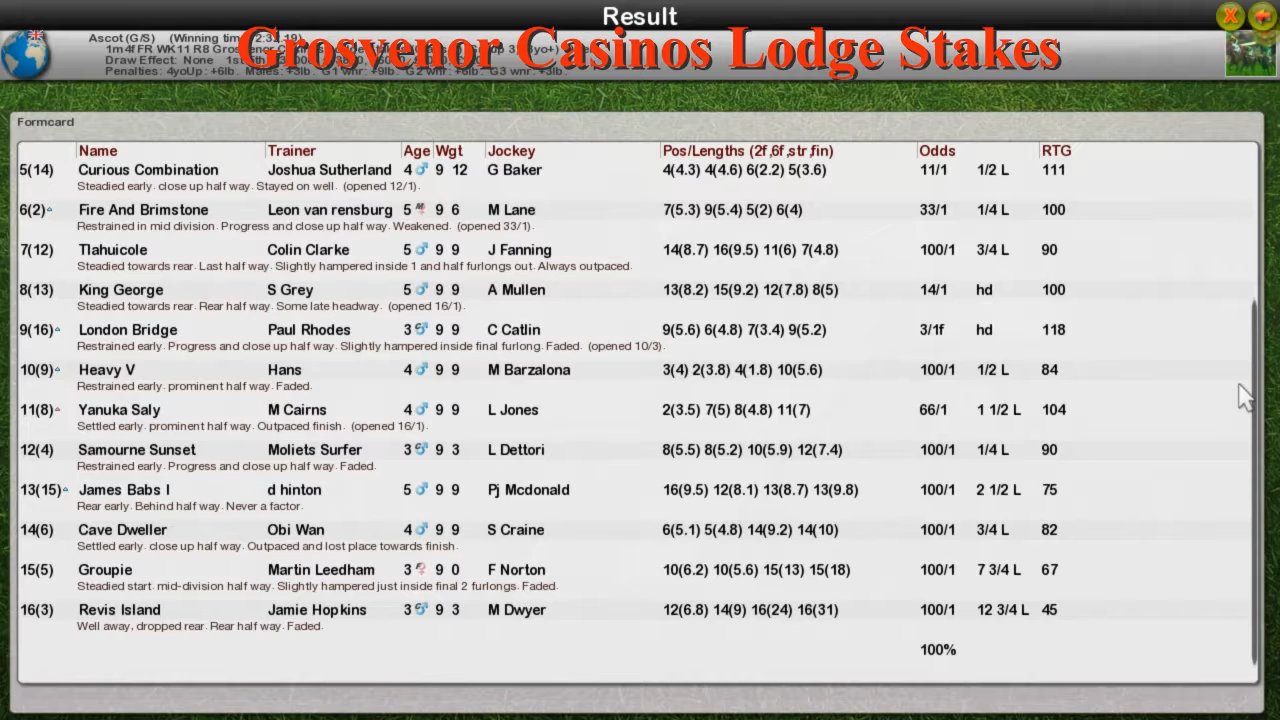 Result
Ascot (G/S) (Winning time
Grosvenor Casinos Lodge Stakes
1m4f FR WK11 R8
Draw Effect: None
Penalties: 4yoUp: +6lb. Males: +3lb. G1 wnr: +9lb. G2 wnr: +6lb. G3 wnr: +3lb.
Formcard
Name Trainer Age Wgt Jockey Pos/Lengths (2f,6f,str,fin) Odds RTG
5(14) Curious Combination Joshua Sutherland 4 9 12 G Baker 4(4.3) 4(4.6) 6(2.2) 5(3.6) 11/1 1/2 L 111
Steadied early. close up half way. Stayed on well. (opened 12/1).
6(2) Fire And Brimstone Leon van rensburg 5 9 6 M Lane 7(5.3) 9(5.4) 5(2) 6(4) 33/1 1/4 L 100
Restrained in mid division. Progress and close up half way. Weakened. (opened 33/1).
7(12) Tlahuicole Colin Clarke 5 9 9 J Fanning 14(8.7) 16(9.5) 11(6) 7(4.8) 100/1 3/4 L 90
Steadied towards rear. Last half way. Slightly hampered inside 1 and half furlongs out. Always outpaced.
8(13) King George S Grey 5 9 9 A Mullen 13(8.2) 15(9.2) 12(7.8) 8(5) 14/1 hd 100
Steadied towards rear. Rear half way. Some late headway. (opened 16/1).
9(16) London Bridge Paul Rhodes 3 9 9 C Catlin 9(5.6) 6(4.8) 7(3.4) 9(5.2) 3/1f hd 118
Restrained early. Progress and close up half way. Slightly hampered inside final furlong. Faded. (opened 10/3).
10(9) Heavy V Hans 4 9 9 M Barzalona 3(4) 2(3.8) 4(1.8) 10(5.6) 100/1 1/2 L 84
Restrained early. prominent half way. Faded.
11(8) Yanuka Saly M Cairns 4 9 9 L Jones 2(3.5) 7(5) 8(4.8) 11(7) 66/1 1 1/2 L 104
Settled early. prominent half way. Outpaced finish. (opened 16/1).
12(4) Samourne Sunset Moliets Surfer 3 9 3 L Dettori 8(5.5) 8(5.2) 10(5.9) 12(7.4) 100/1 1/4 L 90
Restrained early. Progress and close up half way. Faded.
13(15) James Babs I d hinton 5 9 9 Pj Mcdonald 16(9.5) 12(8.1) 13(8.7) 13(9.8) 100/1 2 1/2 L 75
Rear early. Behind half way. Never a factor.
14(6) Cave Dweller Obi Wan 4 9 9 S Craine 6(5.1) 5(4.8) 14(9.2) 14(10) 100/1 3/4 L 82
Settled early. close up half way. Outpaced and lost place towards finish.
15(5) Groupie Martin Leedham 3 9 0 F Norton 10(6.2) 10(5.6) 15(13) 15(18) 100/1 7 3/4 L 67
Steadied start. mid-division half way. Slightly hampered just inside final 2 furlongs. Faded.
16(3) Revis Island Jamie Hopkins 3 9 3 M Dwyer 12(6.8) 14(9) 16(24) 16(31) 100/1 12 3/4 L 45
Well away, dropped rear. Rear half way. Faded.
100%